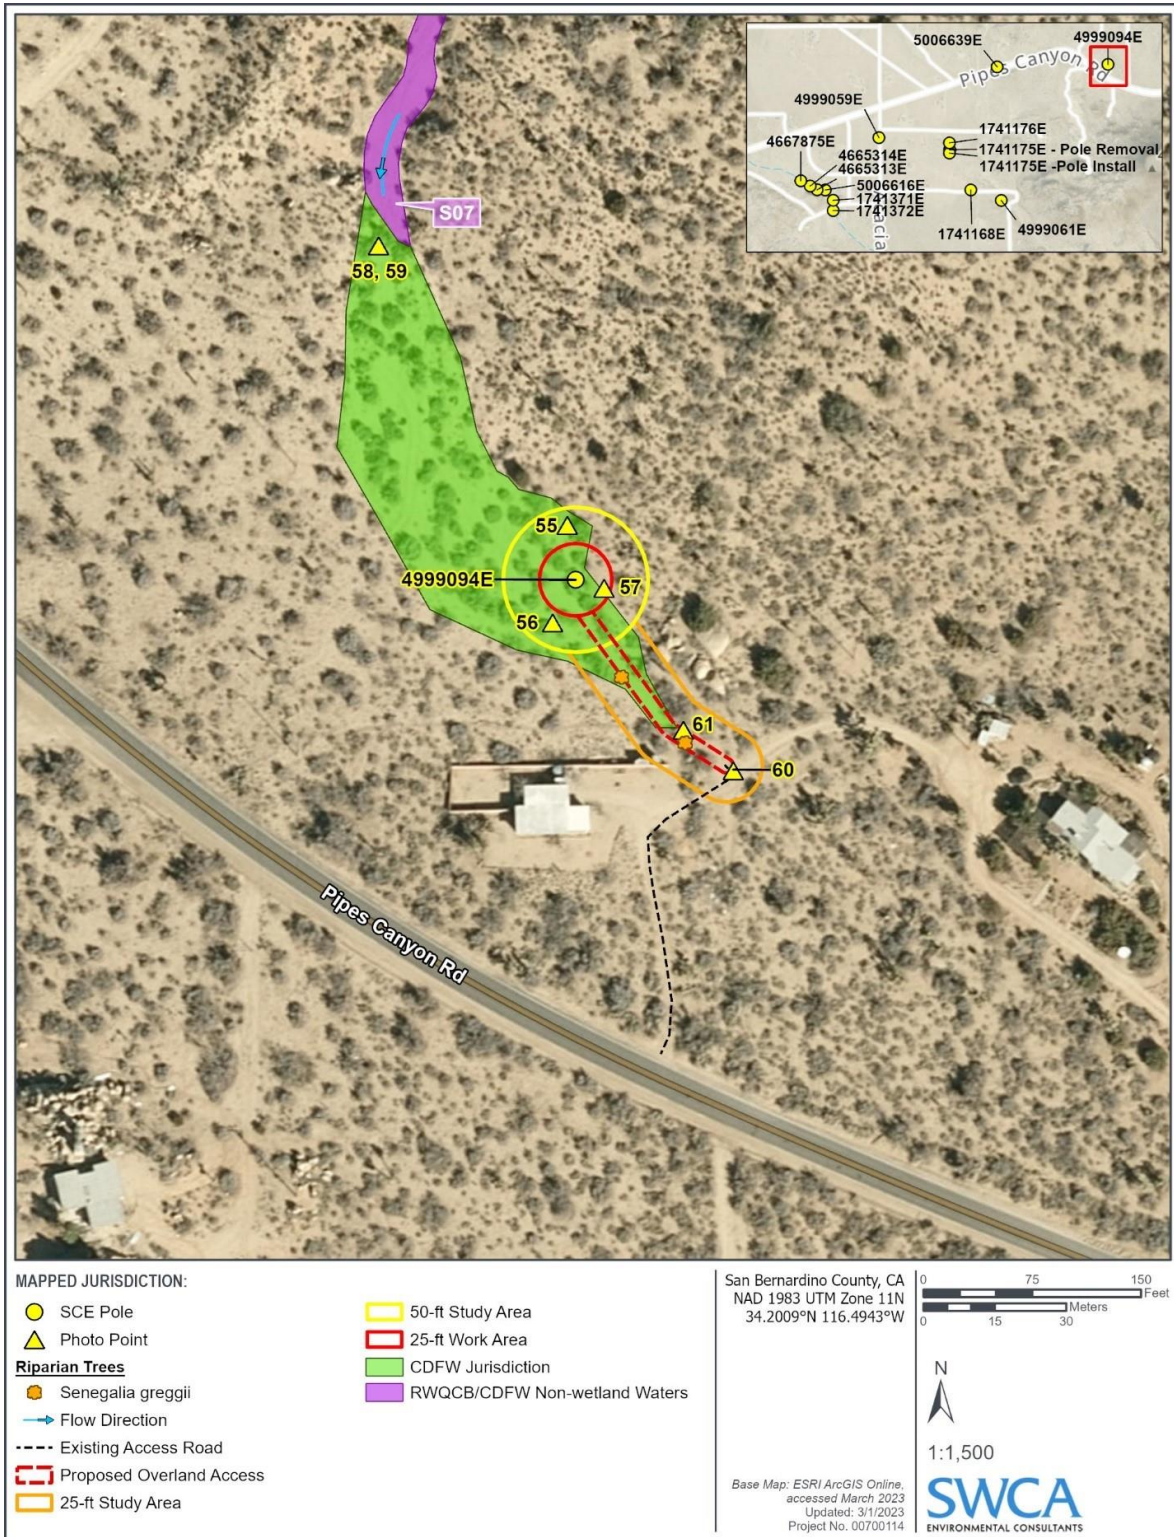 5006639E
4999094E
Pipes Canyon Rd
4999059E
1741176E
4667875E
1741175E - Pole Removal
4665314E
4665313E
1741175E -Pole Install
5006616E
1741371E
1741372E
acia
1741168E
4999061E
S07
58, 59
55
4999094E
57
56
61
60
Pipes Canyon Rd
MAPPED JURISDICTION:
SCE Pole
Photo Point
Riparian Trees
Senegalia greggii
Flow Direction
Existing Access Road
Proposed Overland Access
25-ft Study Area
50-ft Study Area
25-ft Work Area
CDFW Jurisdiction
RWQCB/CDFW Non-wetland Waters
San Bernardino County, CA
NAD 1983 UTM Zone 11N
34.2009°N 116.4943°W
Base Map: ESRI ArcGIS Online,
accessed March 2023
Updated: 3/1/2023
Project No. 00700114
0 75 150
Feet
Meters
0 15 30
N
1:1,500
SWCA
ENVIRONMENTAL CONSULTANTS